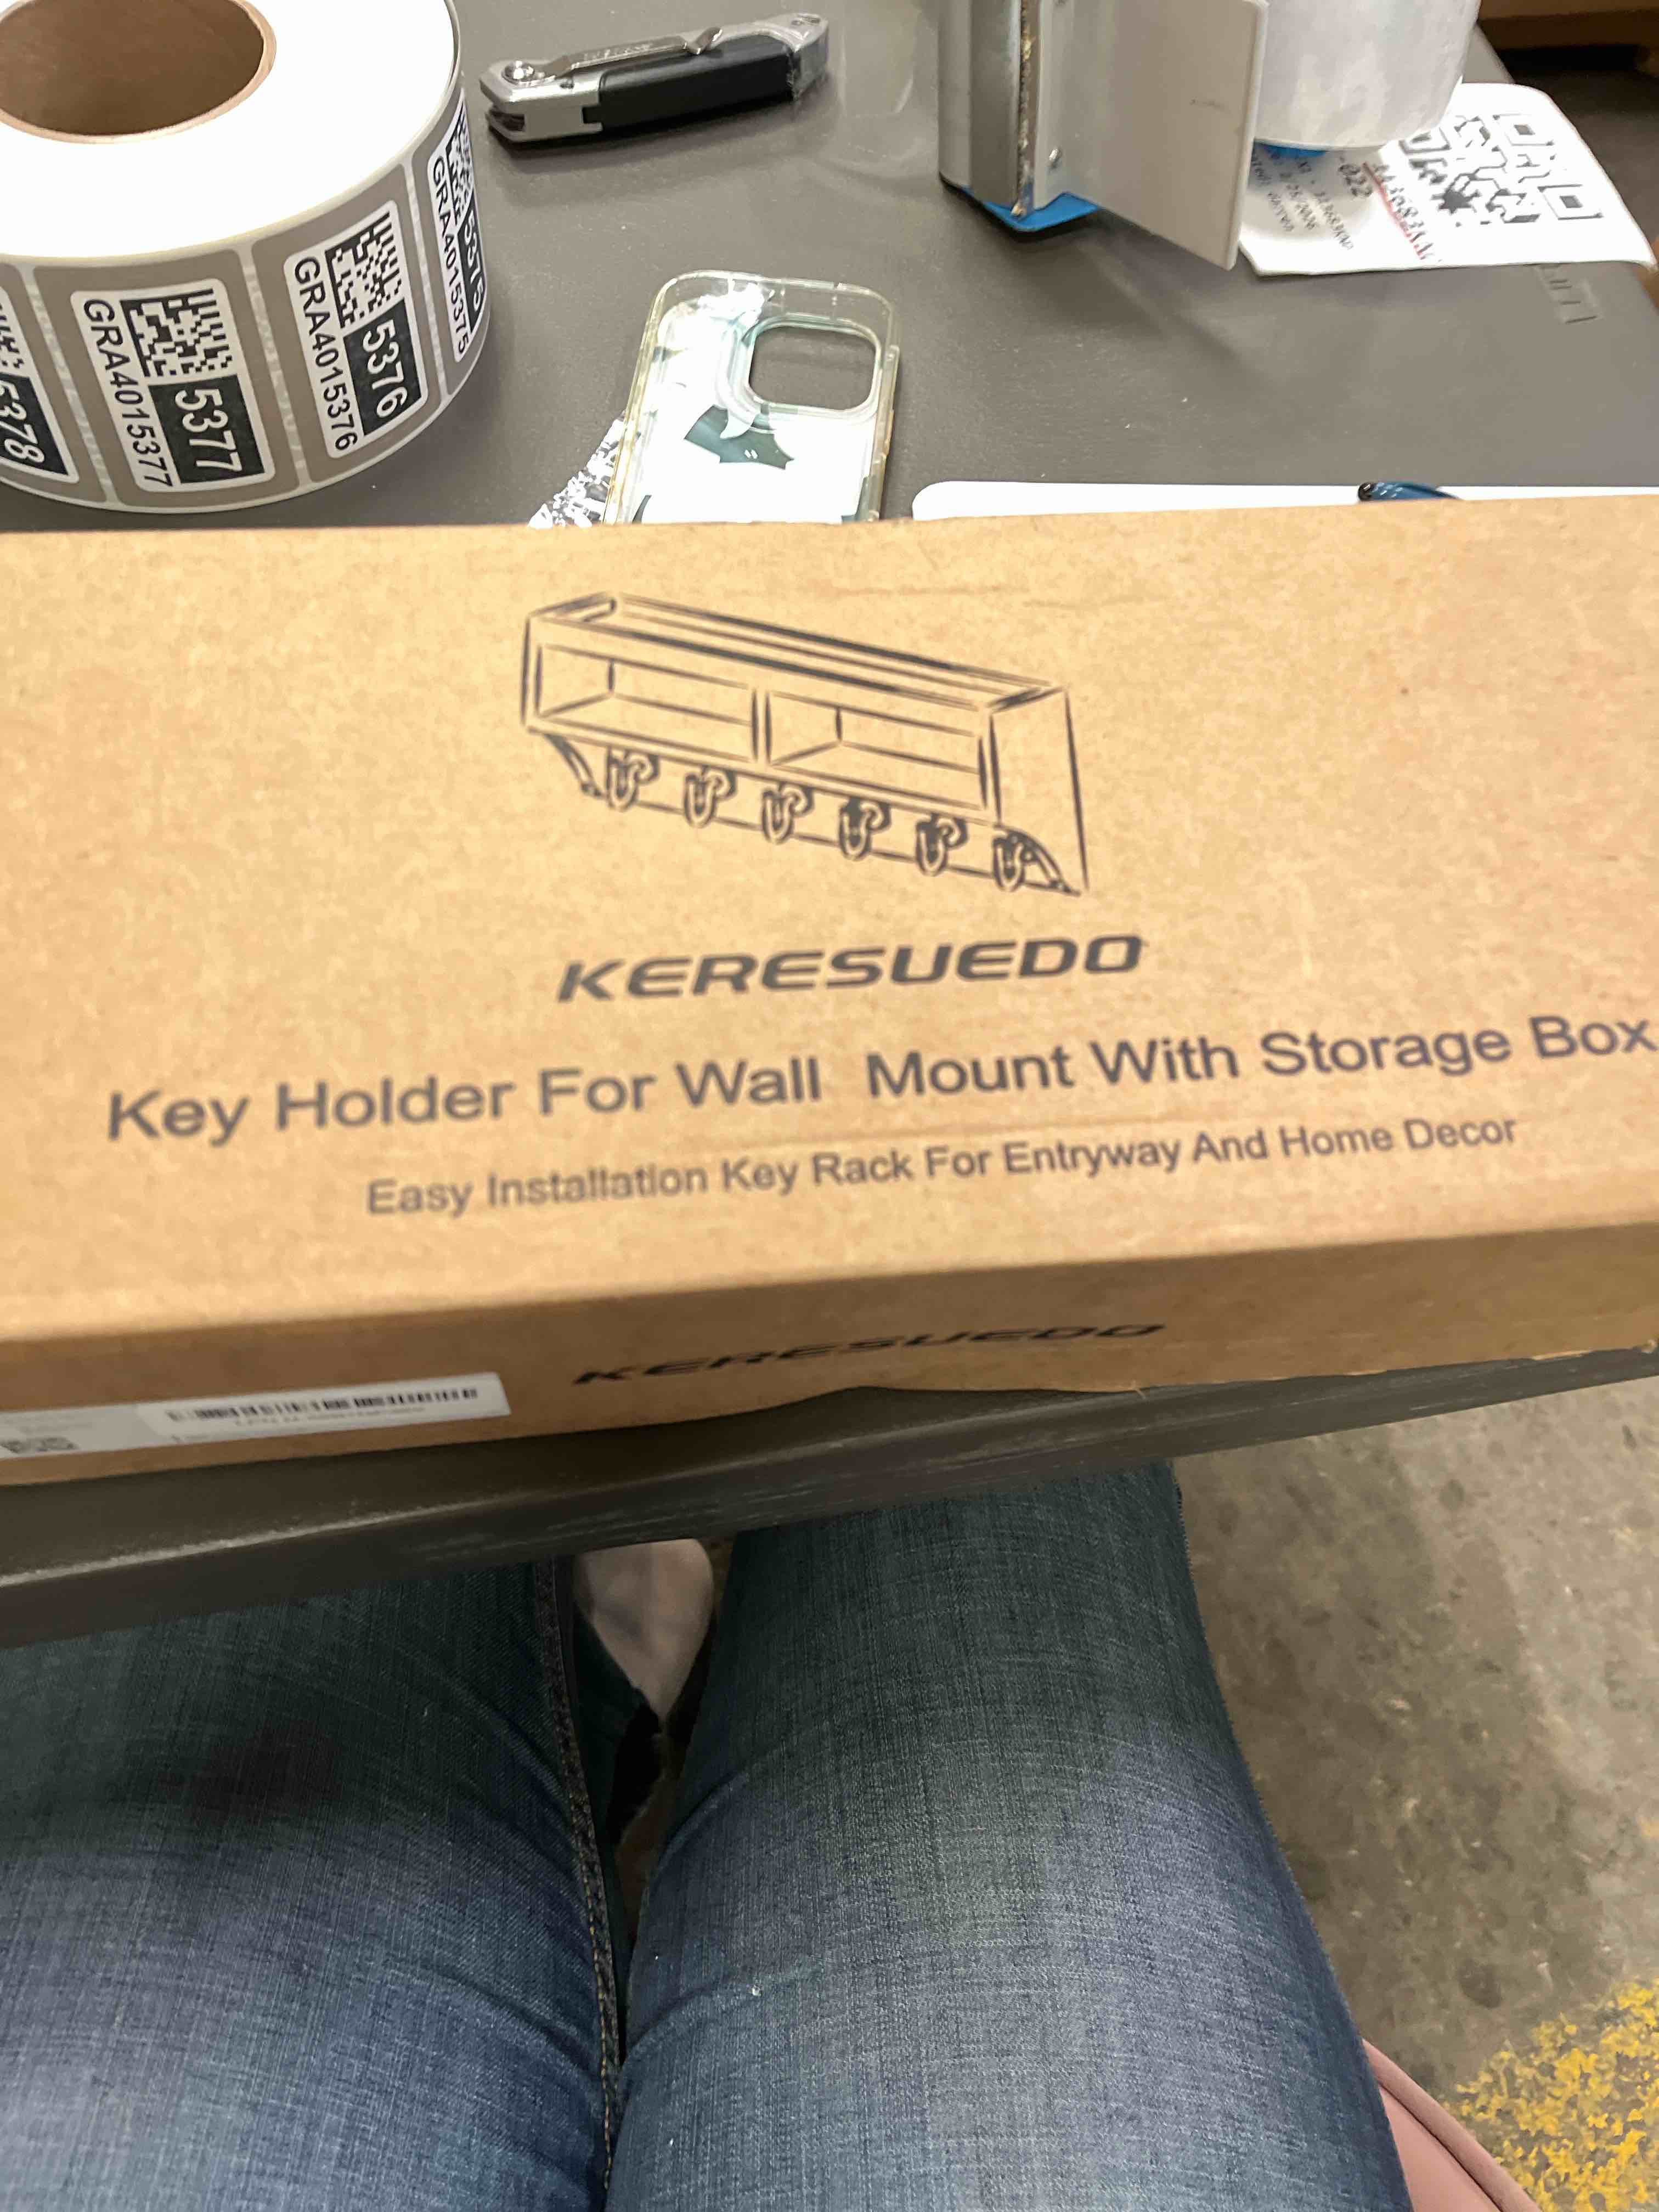 5376
GRA4015376
5377
GRA4015377
5378
GRA4015375
-022
KERESUEDO
Key Holder For Wall Mount With Storage Box
Easy Installation Key Rack For Entryway And Home Decor
KERESUEDO